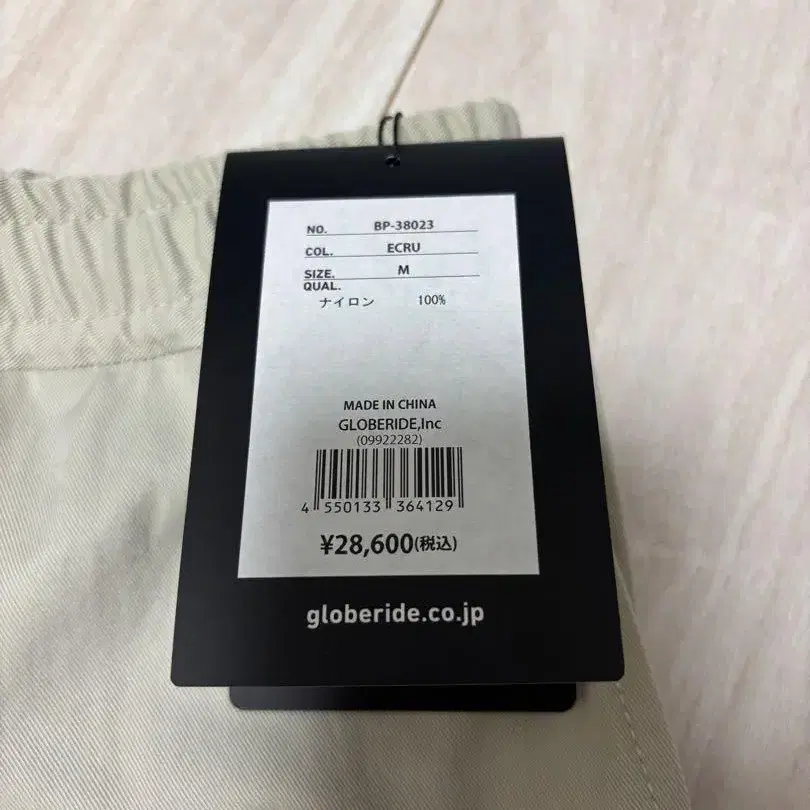 NO. BP-38023
COL. ECRU
SIZE. M
QUAL.
ナイロン 100%
MADE IN CHINA
GLOBERIDE,Inc
(09922282)
4 550133 364129
¥28,600(税込)
globeride.co.jp